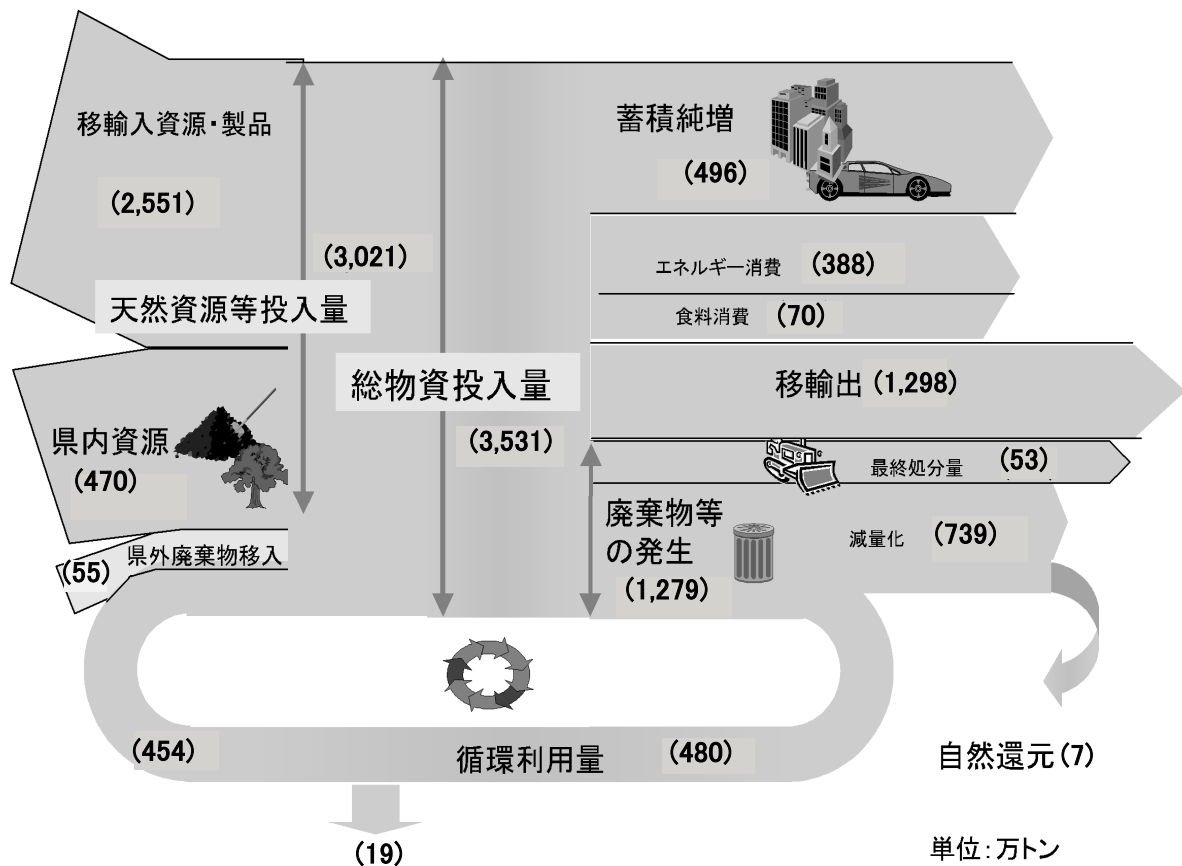 移輸入資源・製品
(2,551)
(3,021)
天然資源等投入量
県内資源
(470)
県外廃棄物移入
(55)
総物資投入量
(3,531)
蓄積純増
(496)
エネルギー消費 (388)
食料消費 (70)
移輸出(1,298)
最終処分量 (53)
廃棄物等
の発生
(1,279)
減量化 (739)
(454)
循環利用量 (480)
自然還元(7)
(19)
単位:万トン